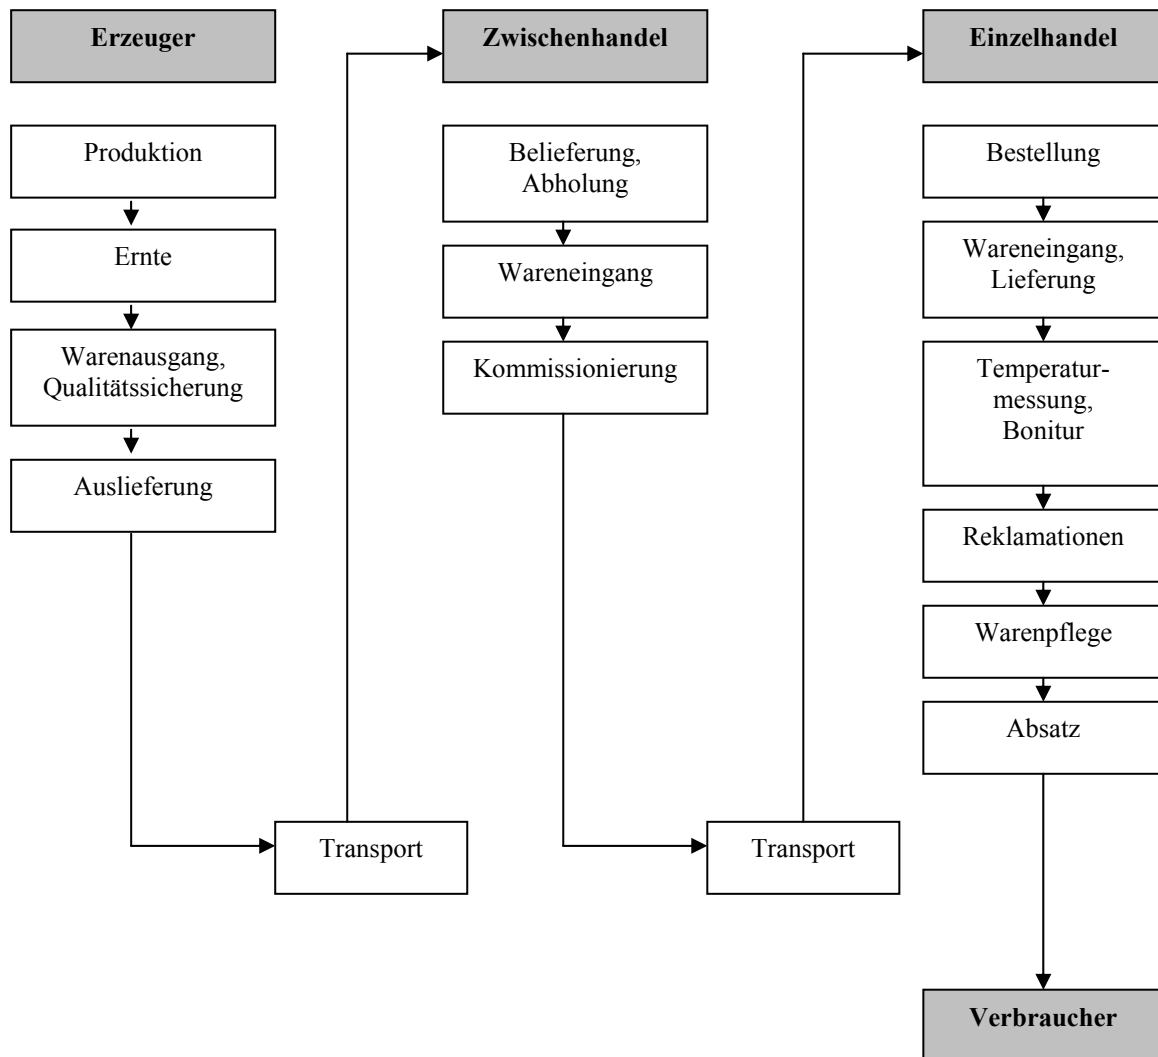 Erzeuger
Produktion
Ernte
Warenausgang,
Qualitätssicherung
Auslieferung
Transport
Zwischenhandel
Belieferung,
Abholung
Wareneingang
Kommissionierung
Transport
Einzelhandel
Bestellung
Wareneingang,
Lieferung
Temperatur-
messung,
Bonitur
Reklamationen
Warenpflege
Absatz
Verbraucher